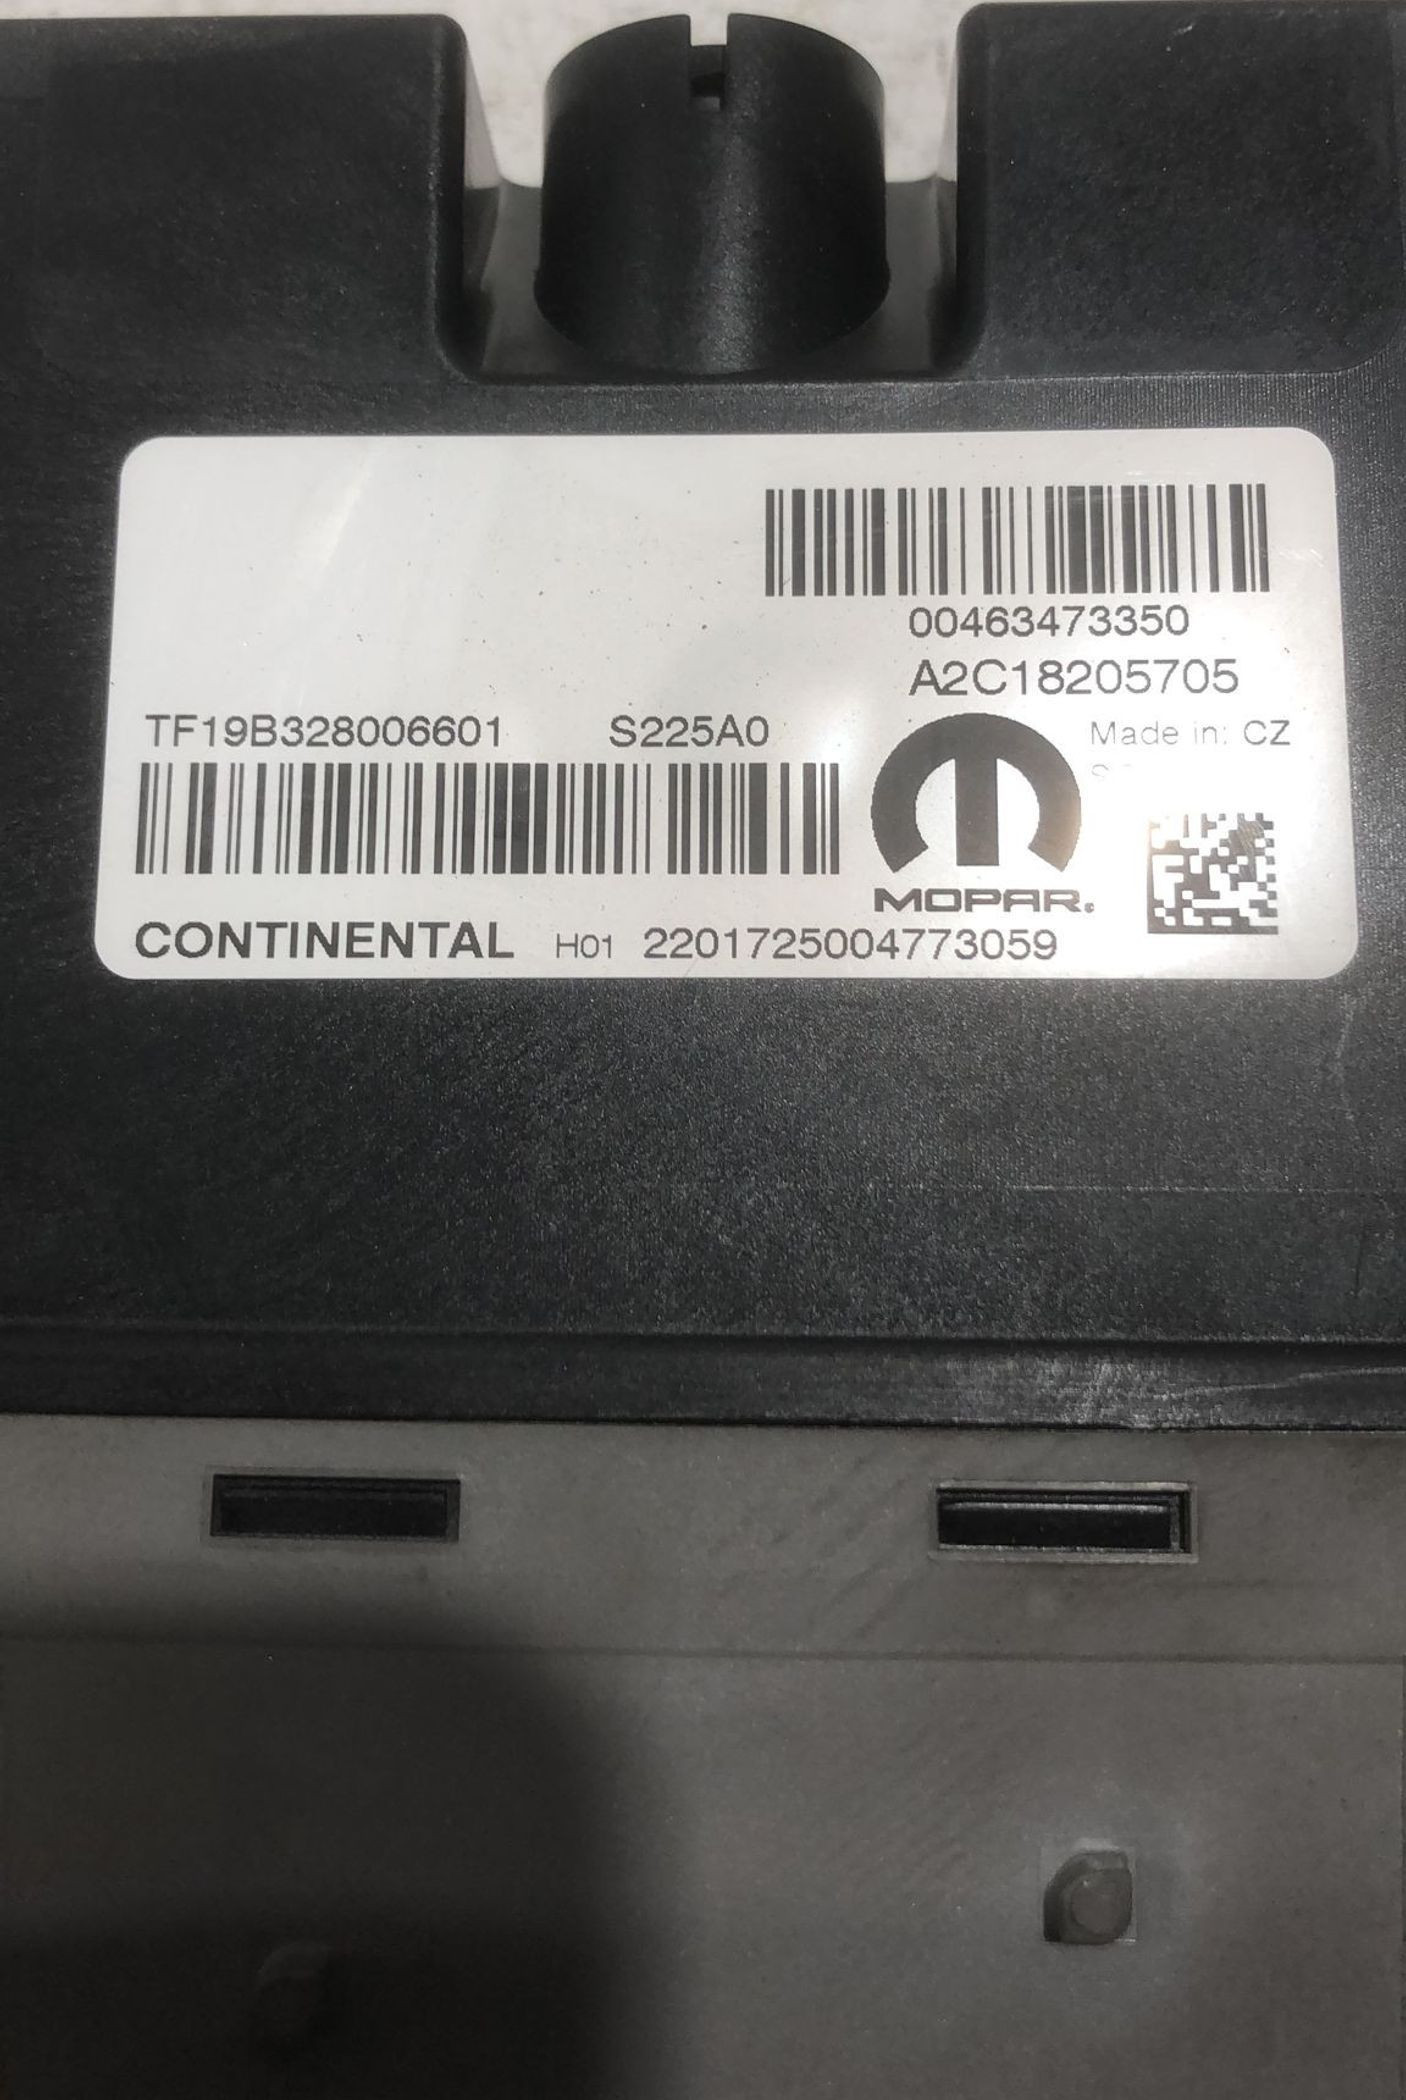 00463473350
A2C18205705
TF19B328006601 S225A0
Made in: CZ
MOPAR.
CONTINENTAL H01 2201725004773059